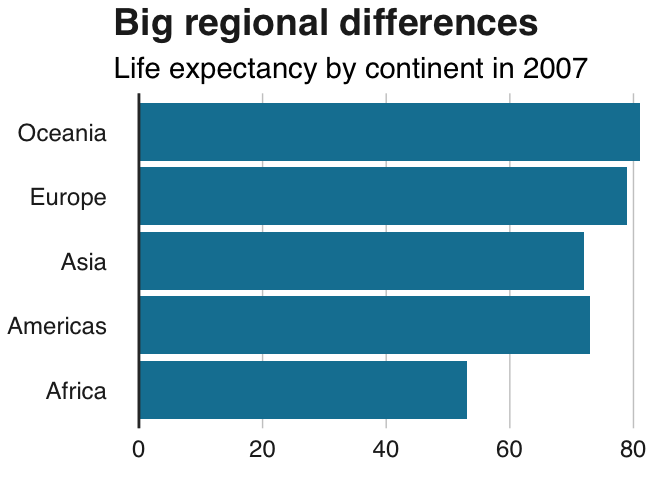 Big regional differences
Life expectancy by continent in 2007
Oceania
Europe
Asia
Americas
Africa
0 20 40 60 80